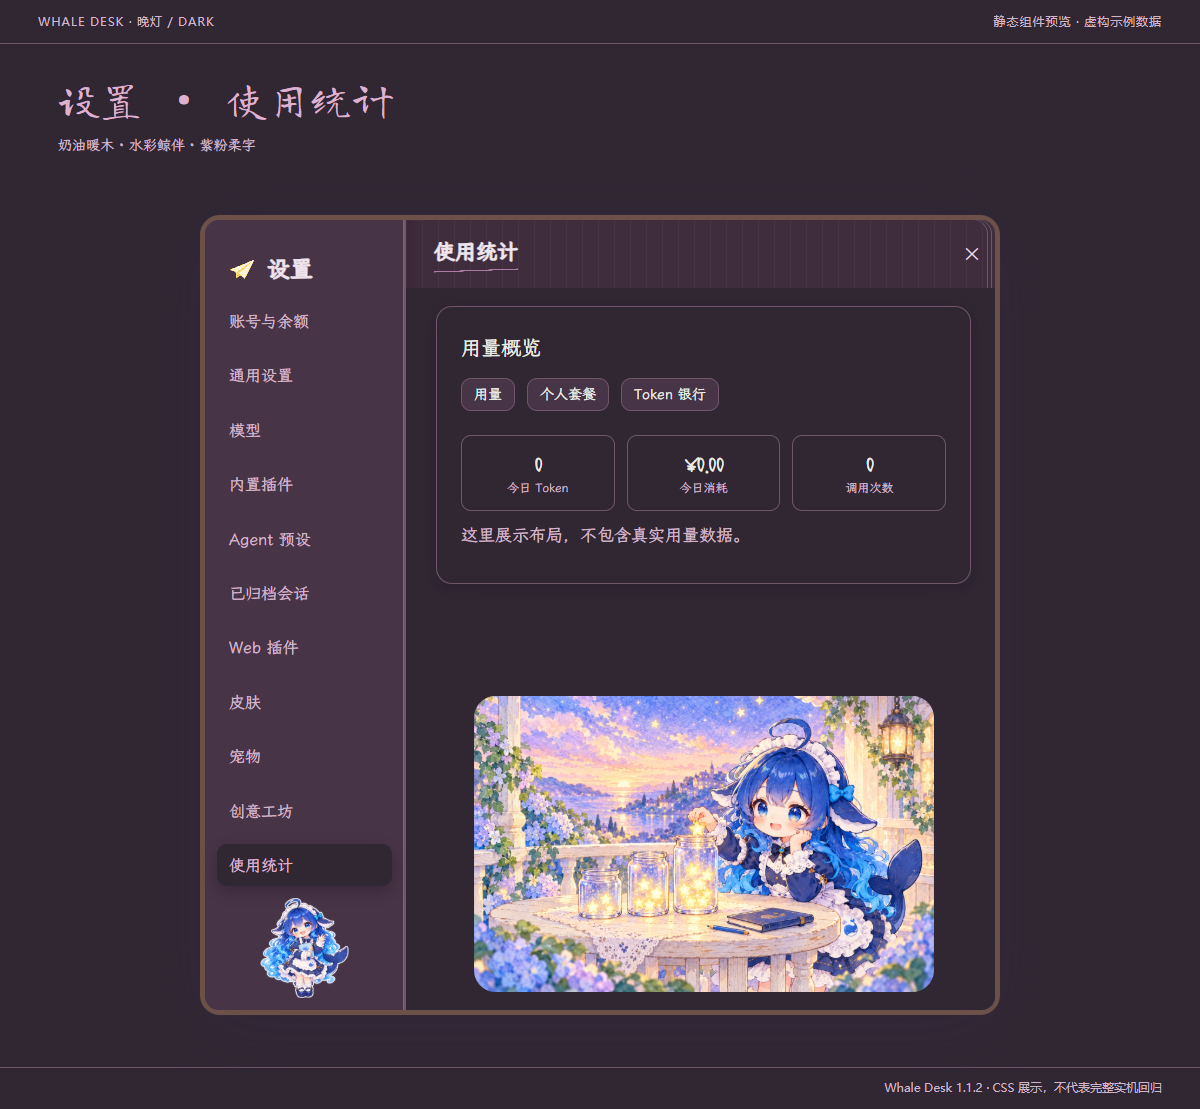 WHALE DESK · 晚灯 / DARK
静态组件预览 · 虚构示例数据
设置 · 使用统计
奶油暖木 · 水彩鲸伴 · 紫粉柔字
设置
账号与余额
通用设置
模型
内置插件
Agent 预设
已归档会话
Web 插件
皮肤
宠物
创意工坊
使用统计
使用统计
用量概览
用量
个人套餐
Token 银行
0
今日 Token
¥0.00
今日消耗
0
调用次数
这里展示布局，不包含真实用量数据。
Whale Desk 1.1.2 · CSS 展示，不代表完整实机回归